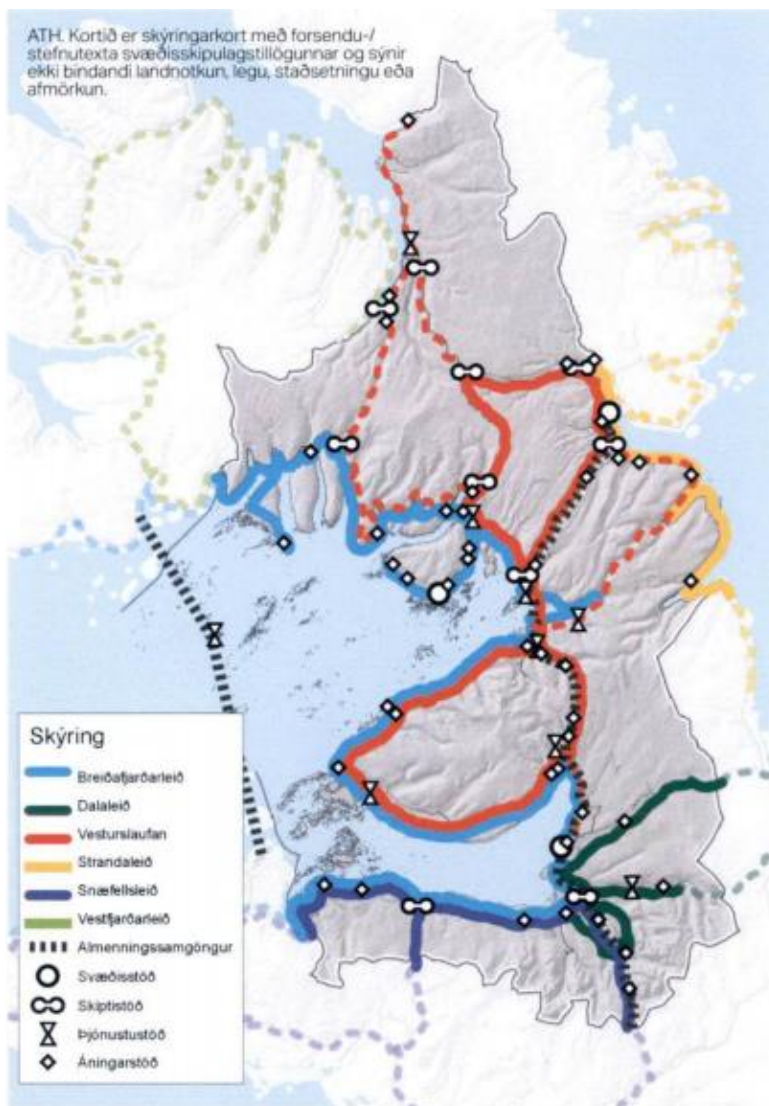 ATH. Kortið er skýringarkort með forsendu-/
stefnutexta svæðisskipulagstillögunnar og sýnir
ekki bindandi landnotkun, legu, staðsetningu eða
afmörkun.
Skýring
Breiðafjarðarleið
Dalaleið
Vesturslaufan
Strandaleið
Snæfellsleið
Vestfjarðarleið
Almenningssamgöngur
Svæðisstöð
Skiptistöð
Þjónustustöð
Áningarstöð